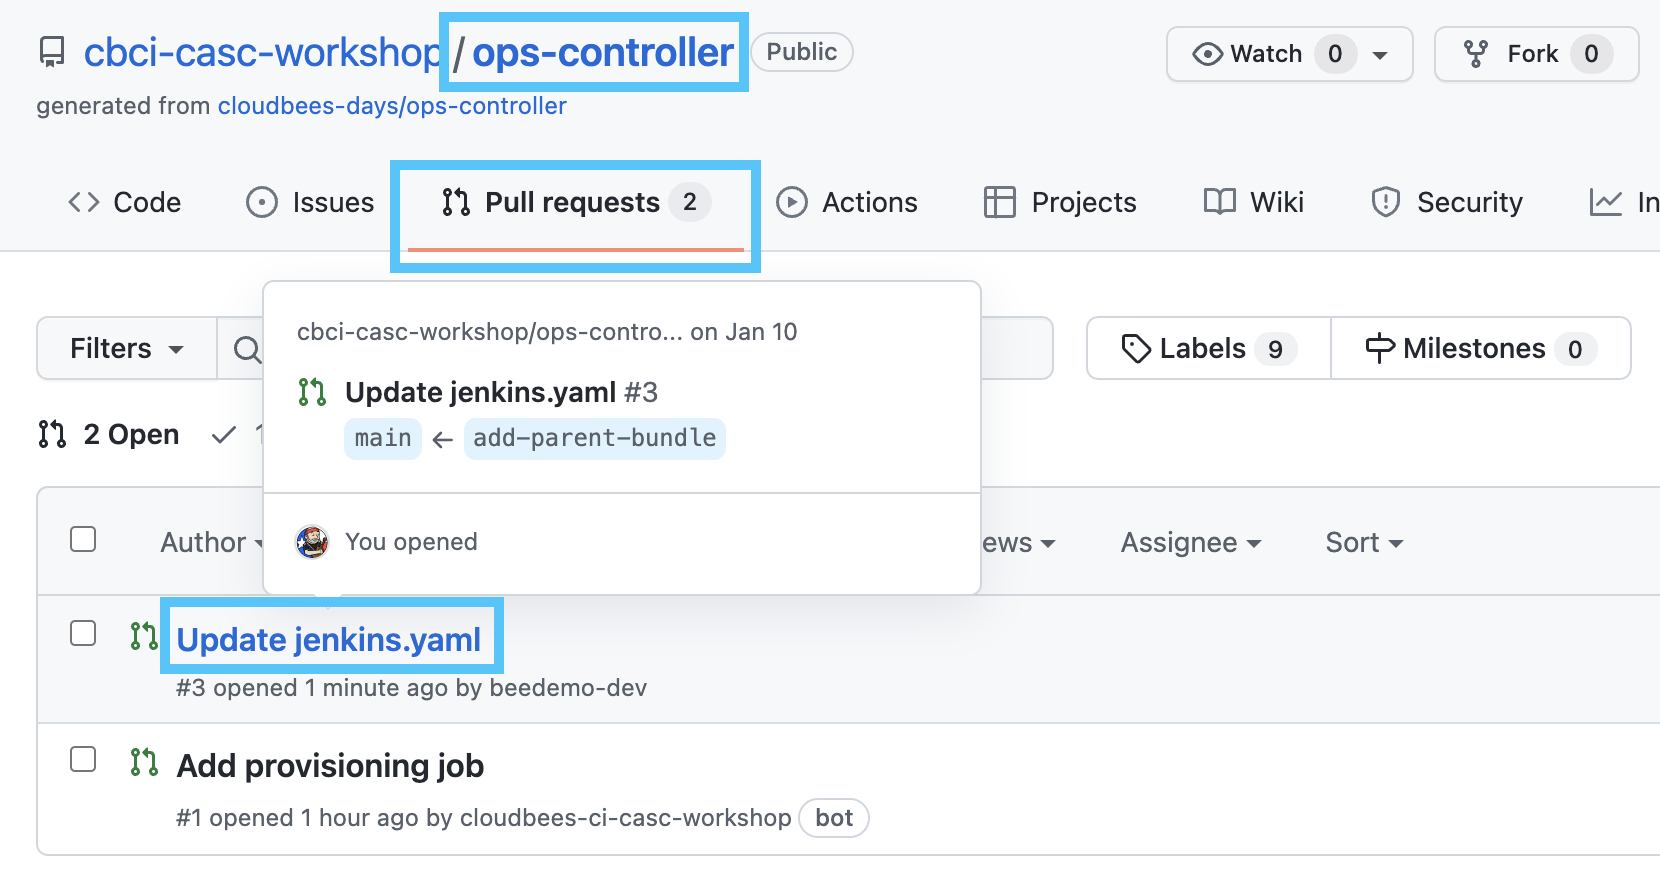 cbci-casc-workshop / ops-controller Public Watch 0 Fork 0
generated from cloudbees-days/ops-controller
Code Issues Pull requests 2 Actions Projects Wiki Security In
Filters Labels 9 Milestones 0
cbci-casc-workshop/ops-contro... on Jan 10
Update jenkins.yaml #3
main ← add-parent-bundle
2 Open
You opened
Author ews Assignee Sort
Update jenkins.yaml
#3 opened 1 minute ago by beedemo-dev
Add provisioning job
#1 opened 1 hour ago by cloudbees-ci-casc-workshop bot